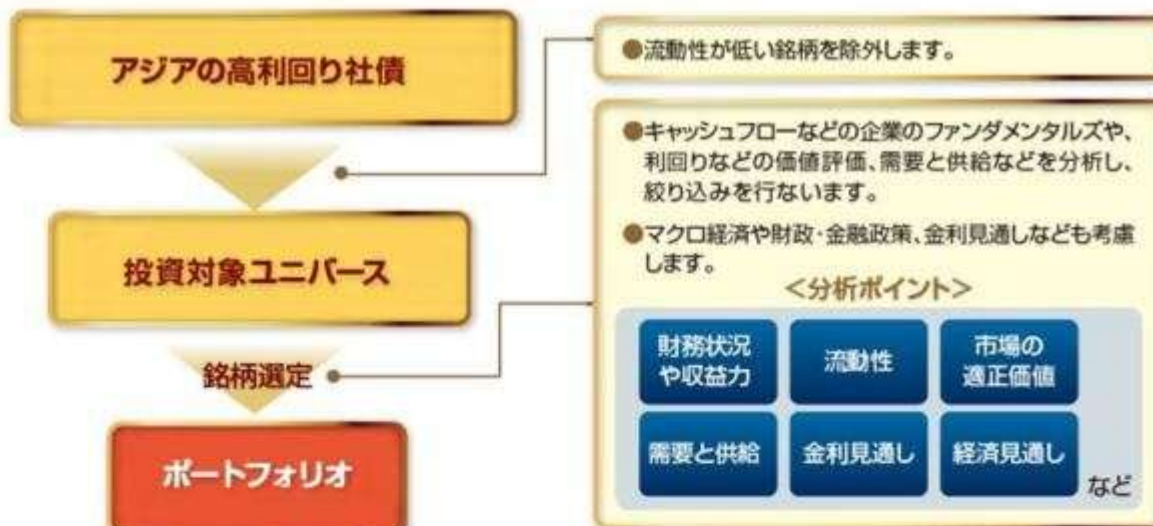 アジアの高利回り社債
●流動性が低い銘柄を除外します。
●キャッシュフローなどの企業のファンダメンタルズや、
利回りなどの価値評価、需要と供給などを分析し、
絞り込みを行ないます。
●マクロ経済や財政・金融政策、金利見通しなども考慮
します。
投資対象ユニバース
銘柄選定
ポートフォリオ
<分析ポイント>
財務状況
や収益力
流動性
市場の
適正価値
需要と供給
金利見通し
経済見通し
など